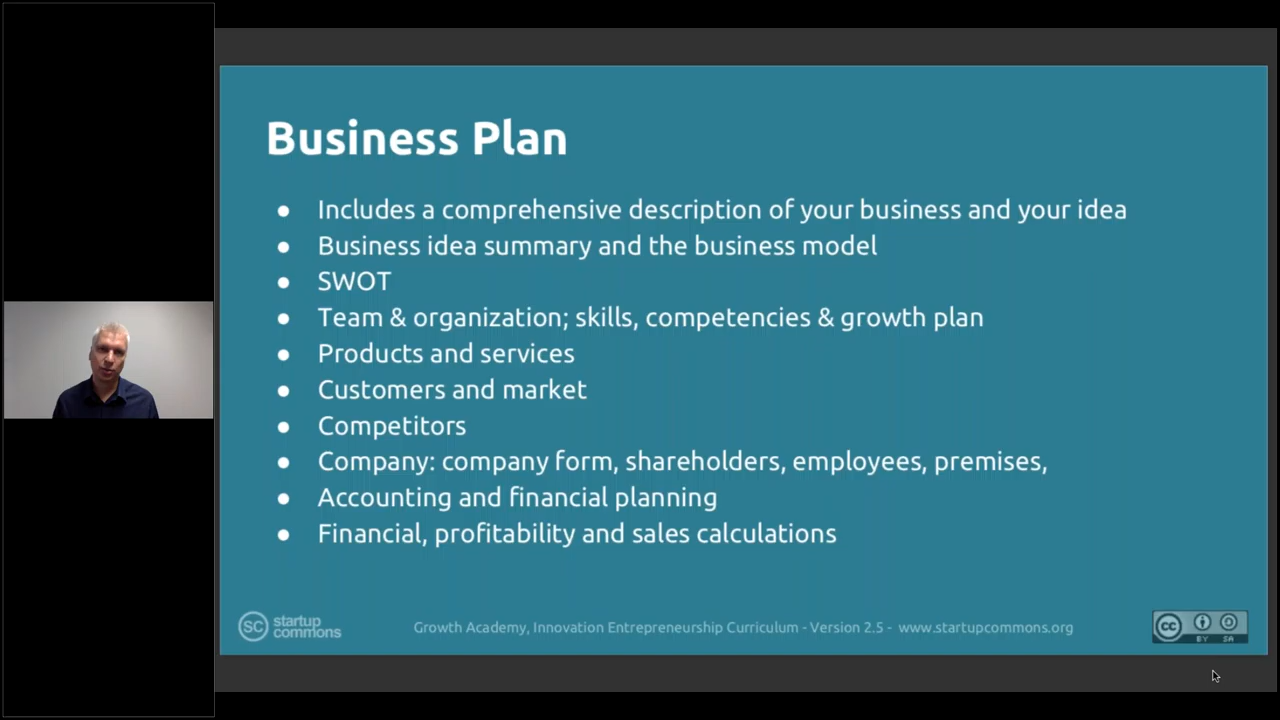 Business Plan
● Includes a comprehensive description of your business and your idea
● Business idea summary and the business model
● SWOT
● Team & organization; skills, competencies & growth plan
● Products and services
● Customers and market
● Competitors
● Company: company form, shareholders, employees, premises,
● Accounting and financial planning
● Financial, profitability and sales calculations
SC startup
commons
Growth Academy, Innovation Entrepreneurship Curriculum - Version 2.5 - www.startupcommons.org
cc
BY SA